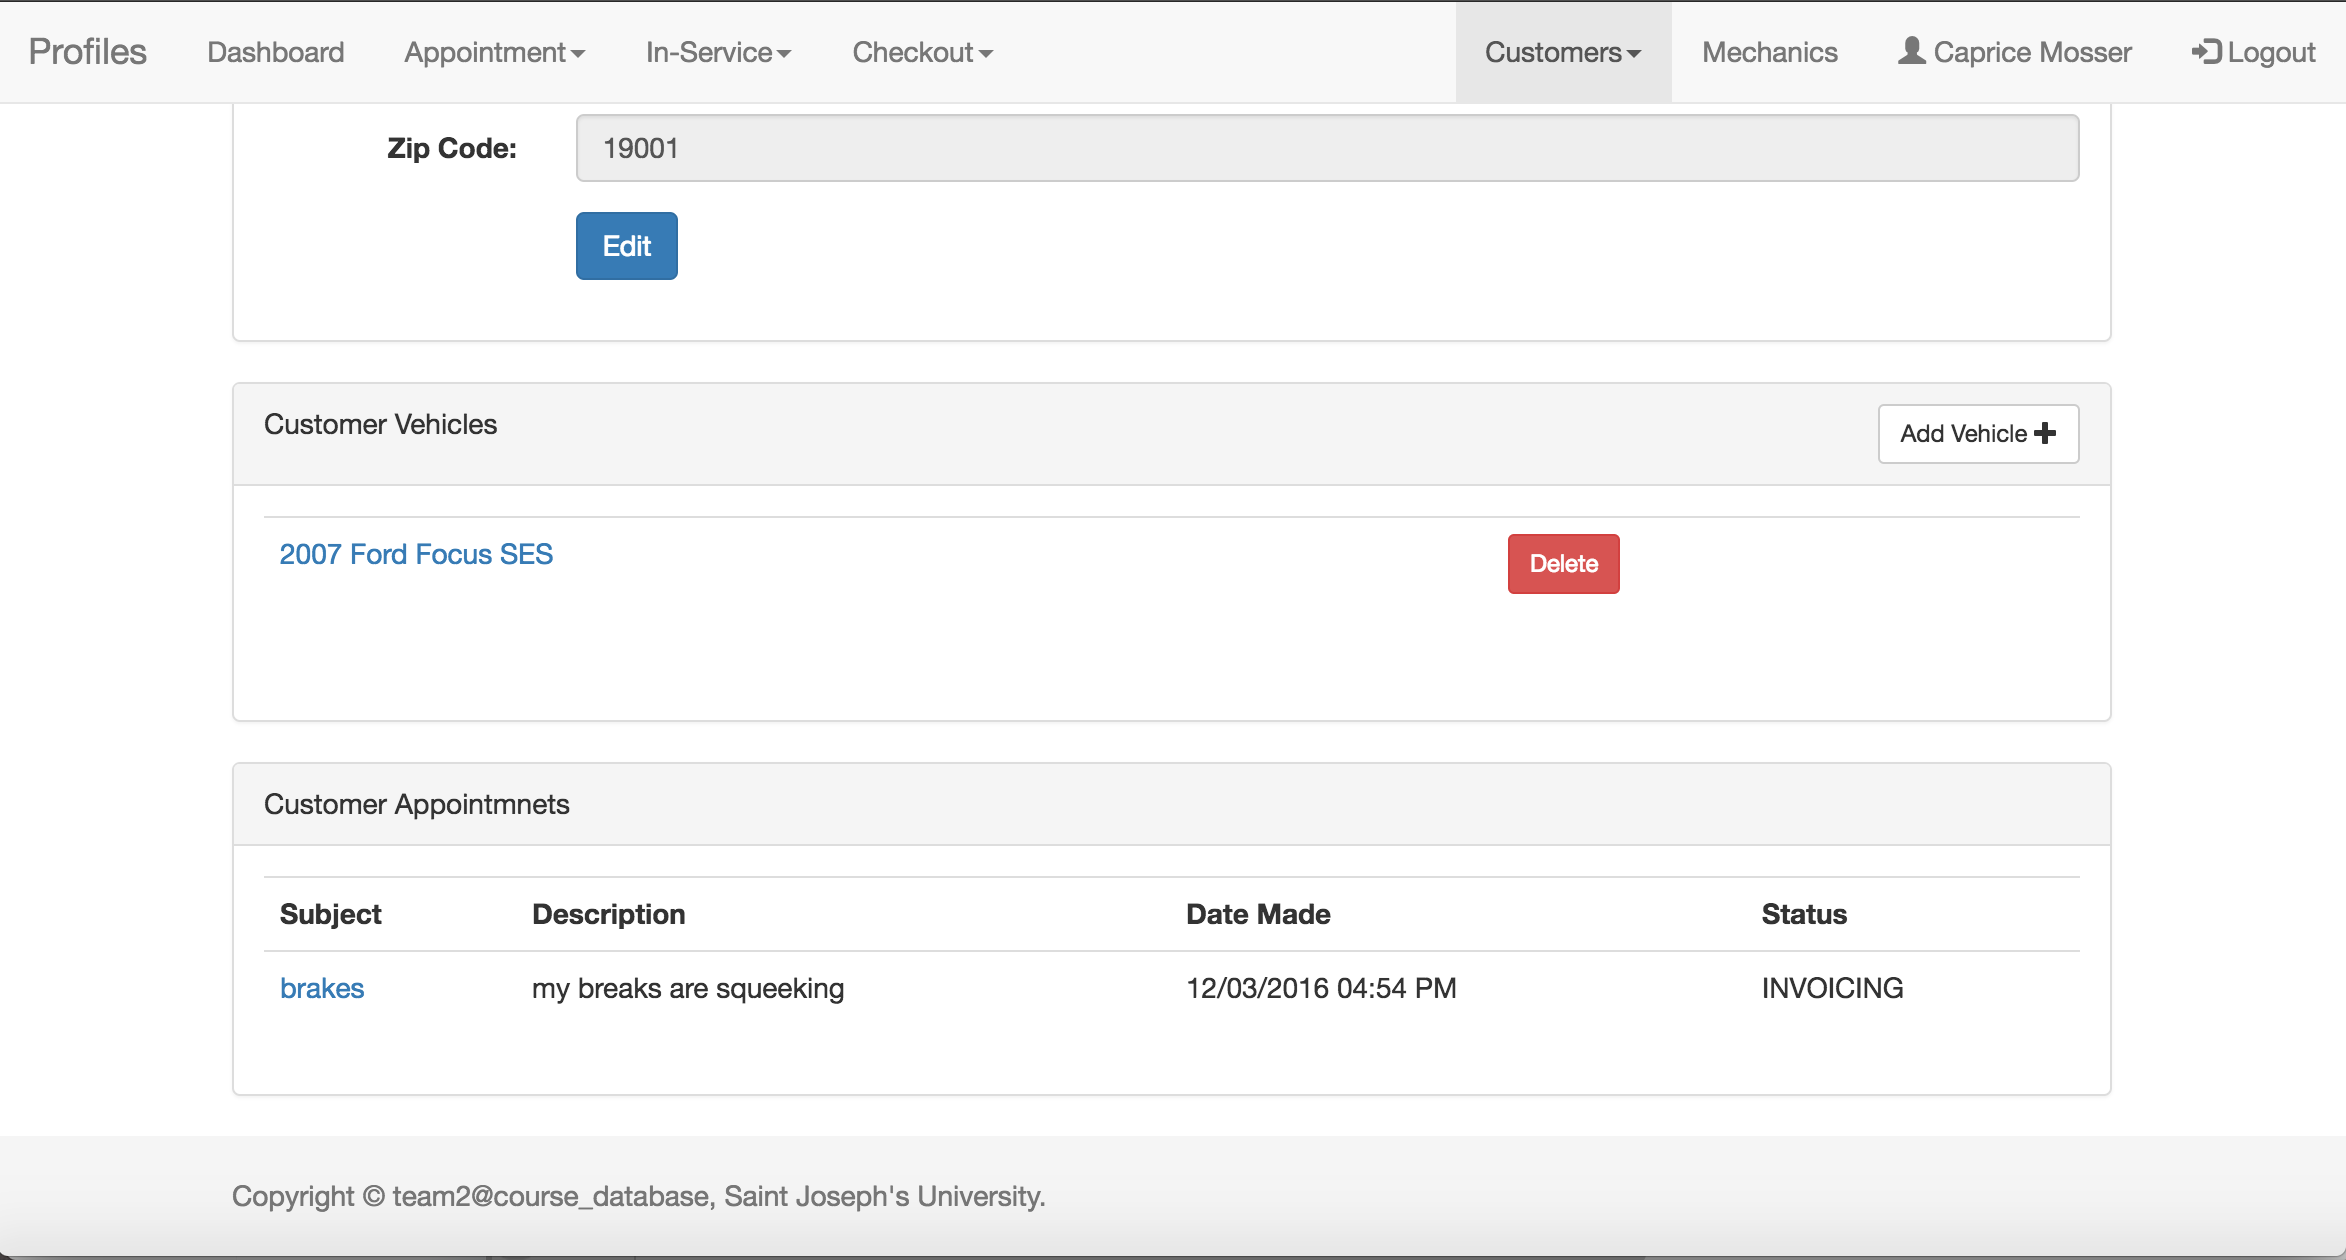 Profiles Dashboard Appointment In-Service Checkout Customers Mechanics Caprice Mosser Logout
Zip Code: 19001
Edit
Customer Vehicles Add Vehicle
2007 Ford Focus SES Delete
Customer Appointmnets
Subject Description Date Made Status
brakes my breaks are squeeking 12/03/2016 04:54 PM INVOICING
Copyright © team2@course_database, Saint Joseph's University.